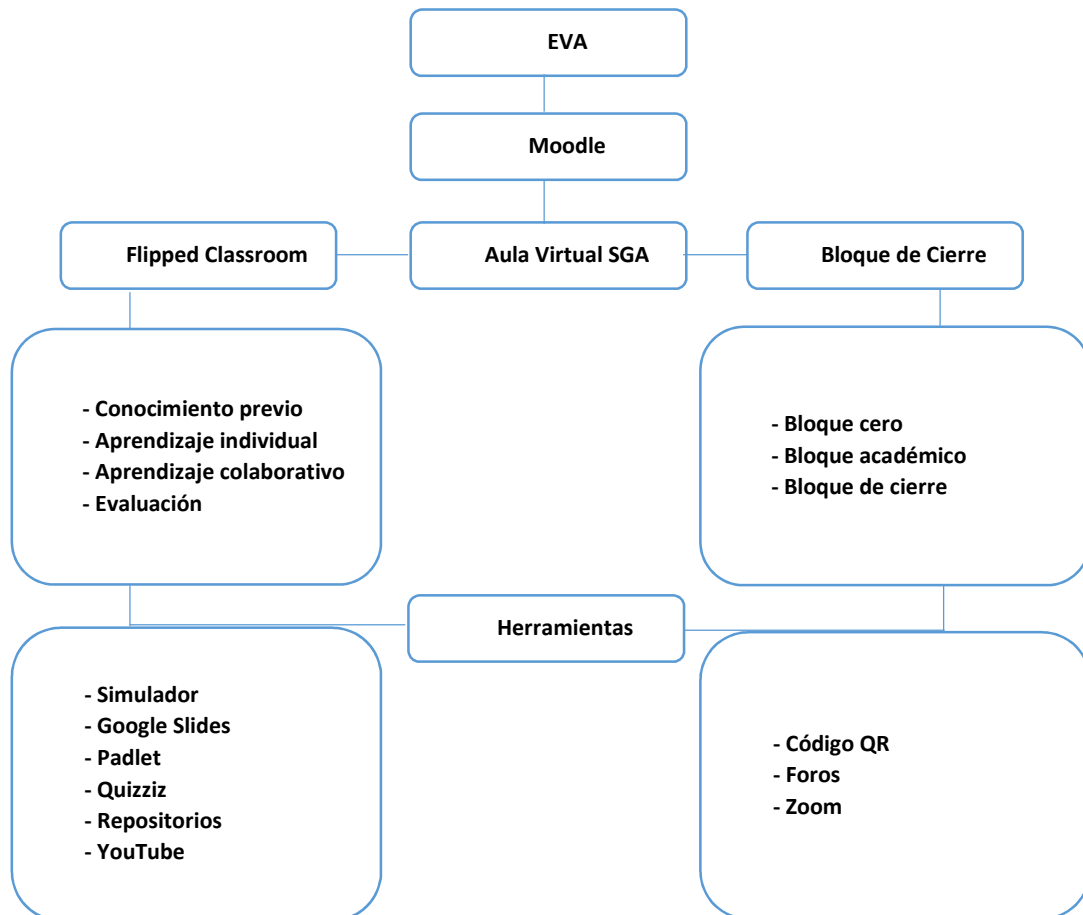 EVA
Moodle
Flipped Classroom
Aula Virtual SGA
Bloque de Cierre
- Conocimiento previo
- Aprendizaje individual
- Aprendizaje colaborativo
- Evaluación
- Bloque cero
- Bloque académico
- Bloque de cierre
Herramientas
- Simulador
- Google Slides
- Padlet
- Quizziz
- Repositorios
- YouTube
- Código QR
- Foros
- Zoom